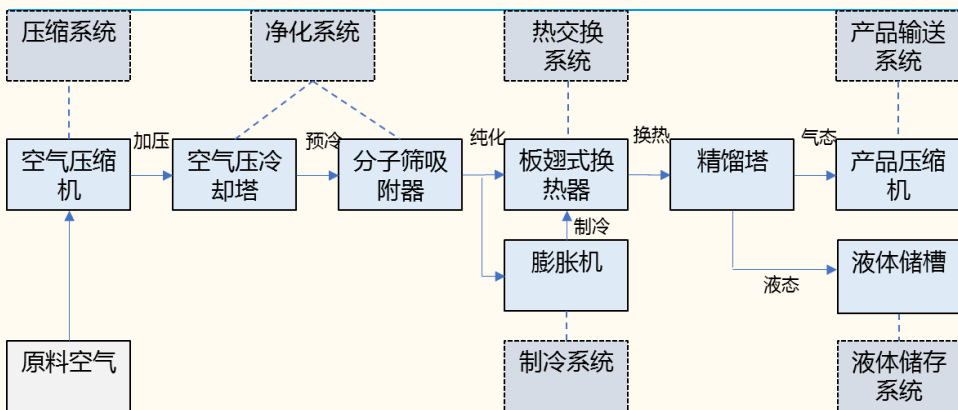 压缩系统
净化系统
热交换
系统
产品输送
系统
加压
预冷
纯化
换热
气态
空气压缩
机
空气压冷
却塔
分子筛吸
附器
板翅式换
热器
精馏塔
产品压缩
机
制冷
膨胀机
液体储槽
液态
原料空气
制冷系统
液体储存
系统